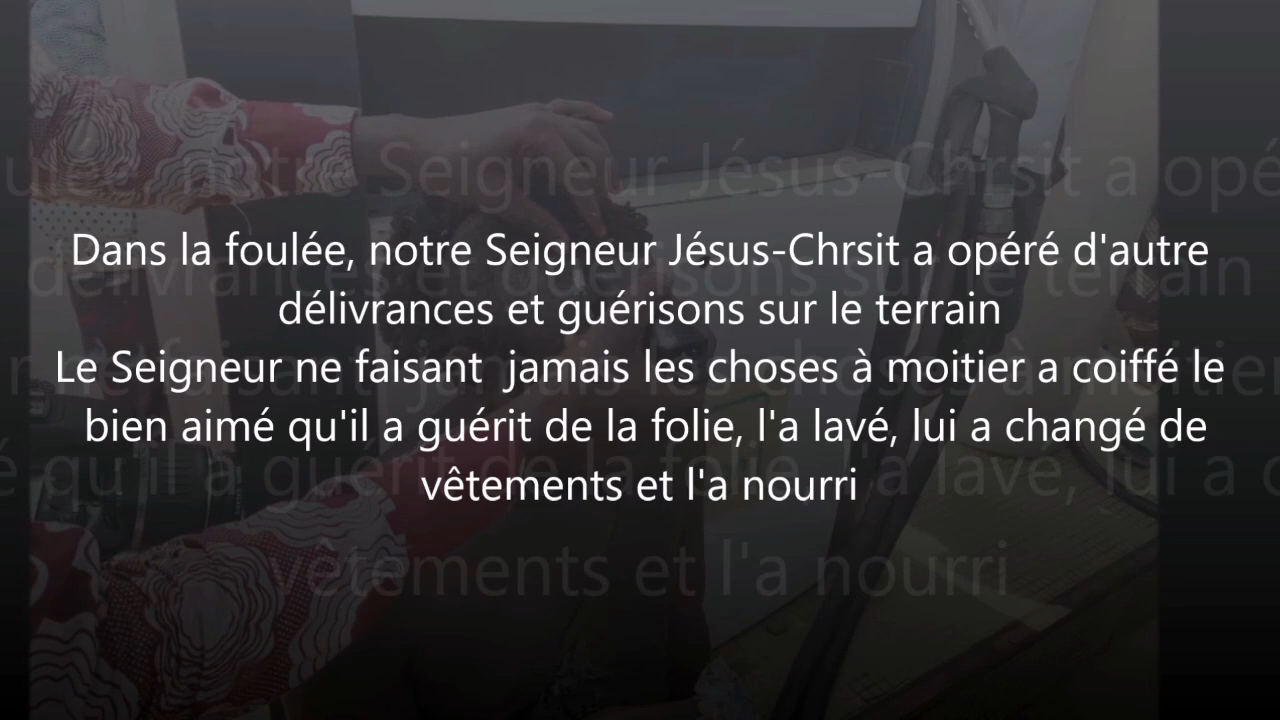 Dans la foulée, notre Seigneur Jésus-Chrsit a opéré d'autre
délivrances et guérisons sur le terrain
Le Seigneur ne faisant  jamais les choses à moitier a coiffé le
bien aimé qu'il a guérit de la folie, l'a lavé, lui a changé de
vêtements et l'a nourri